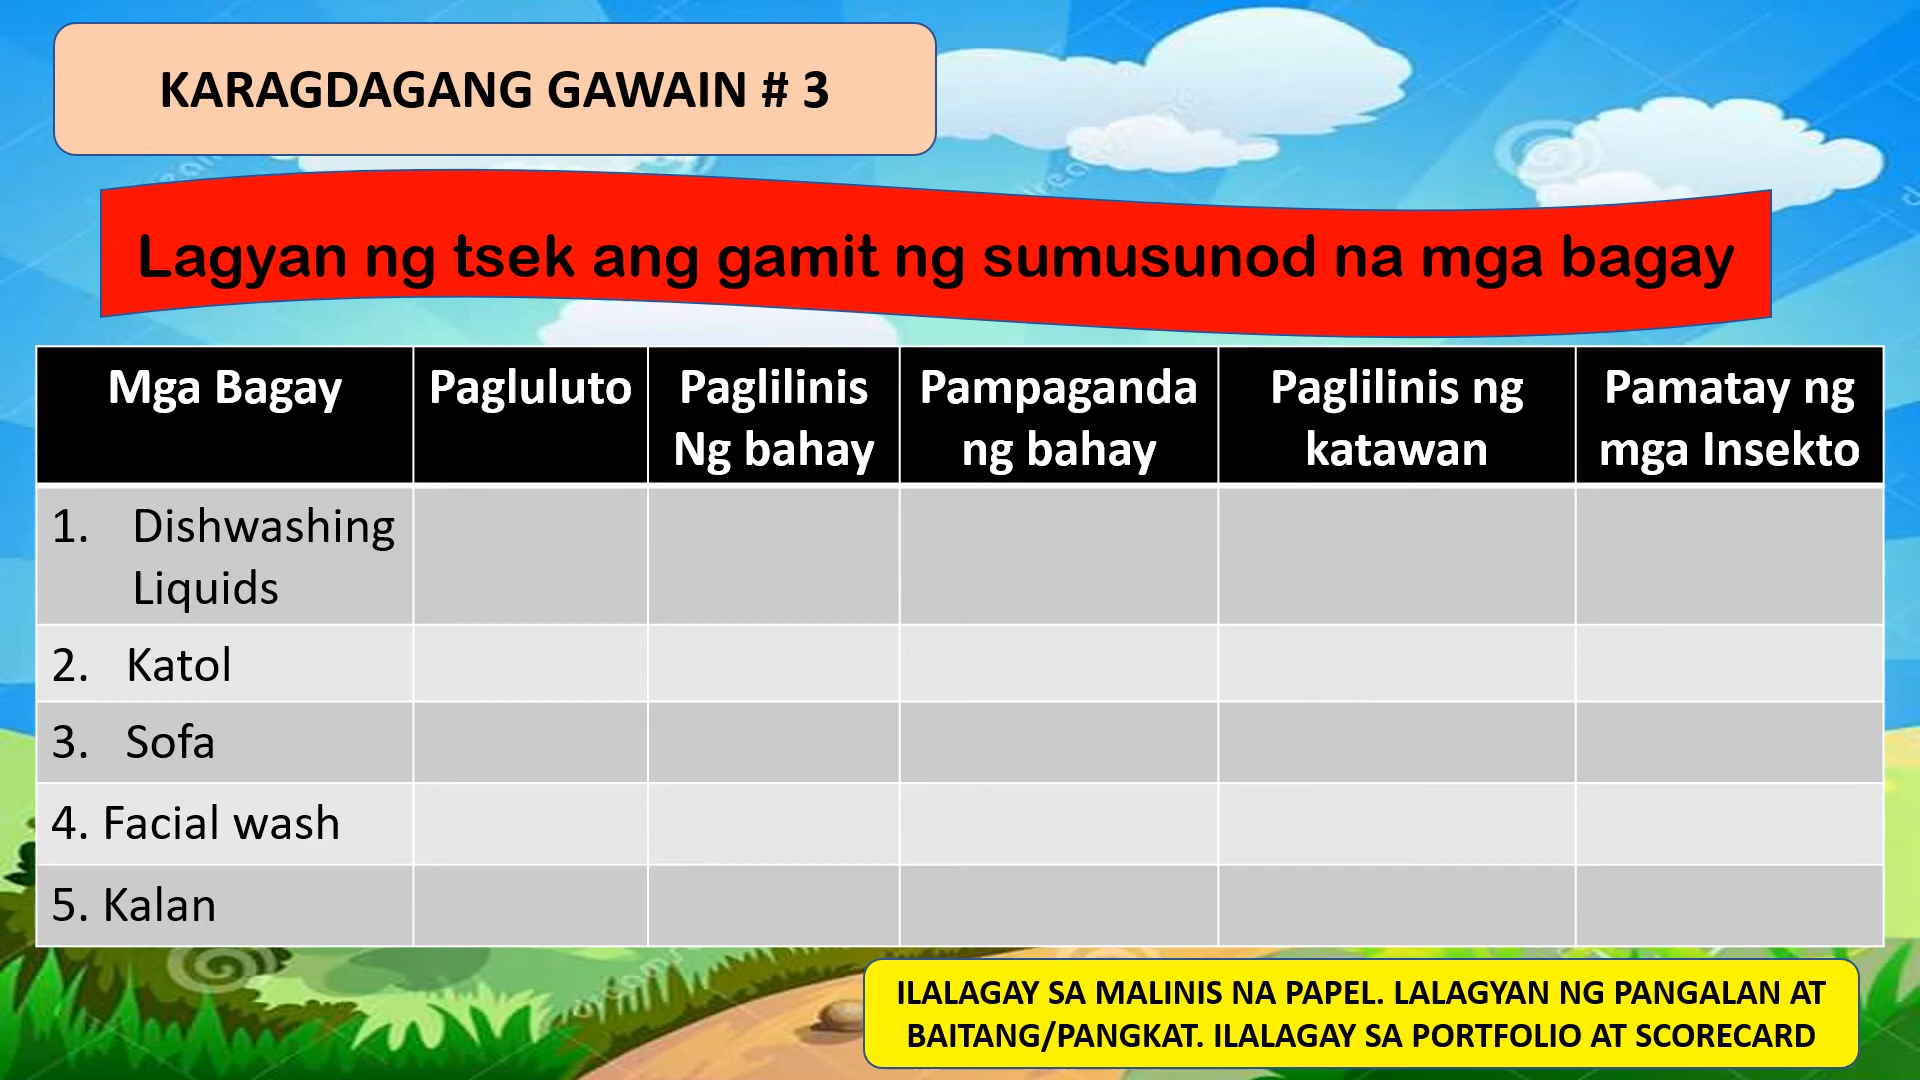 KARAGDAGANG GAWAIN # 3
Lagyan ng tsek ang gamit ng sumusunod na mga bagay
Mga Bagay
Pagluluto
Paglilinis
Ng bahay
Pampaganda
ng bahay
Paglilinis ng
katawan
Pamatay ng
mga Insekto
1. Dishwashing
Liquids
2. Katol
3. Sofa
4. Facial wash
5. Kalan
ILALAGAY SA MALINIS NA PAPEL. LALAGYAN NG PANGALAN AT
BAITANG/PANGKAT. ILALAGAY SA PORTFOLIO AT SCORECARD